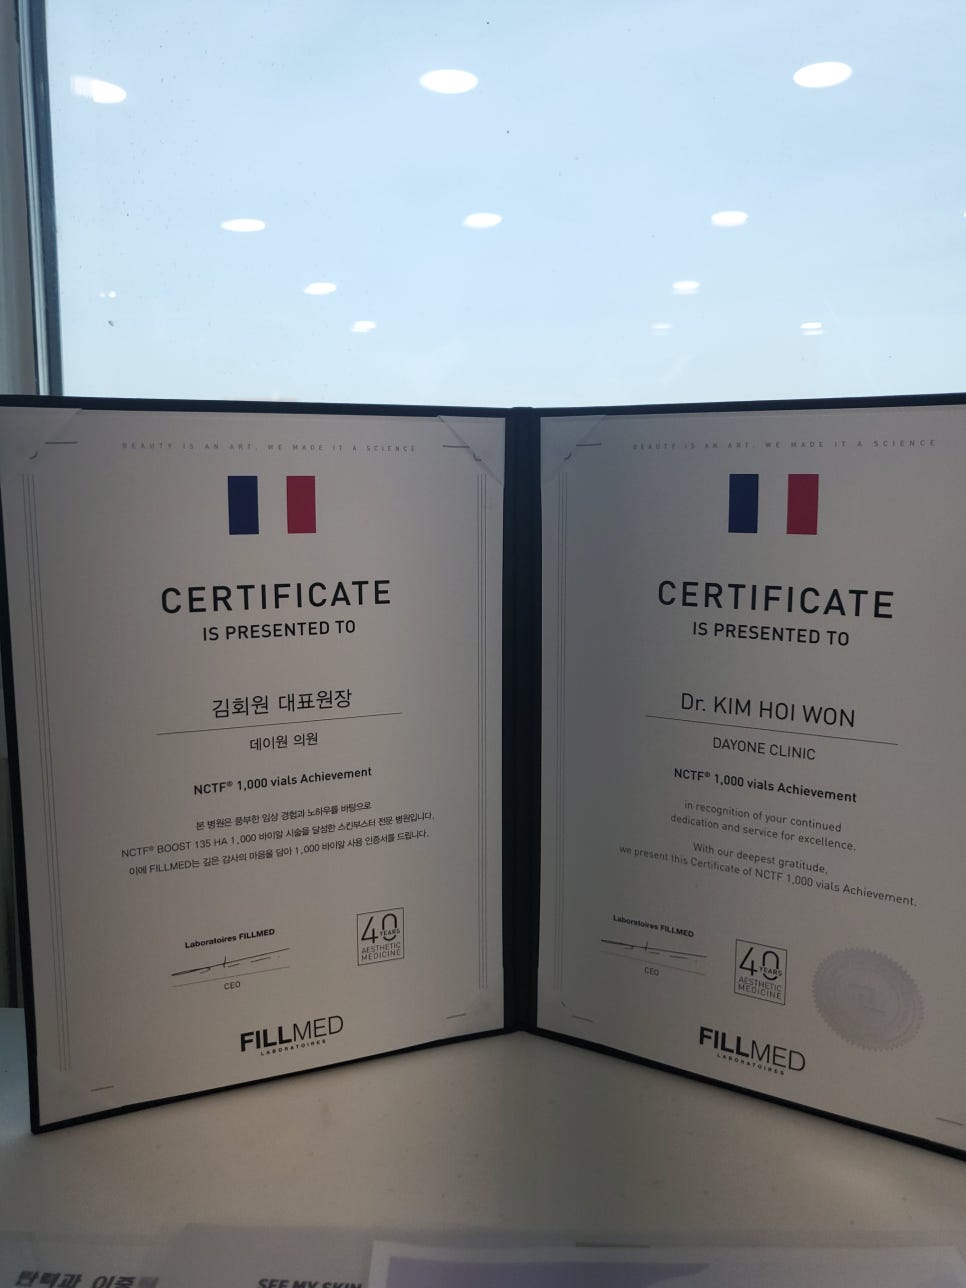 BEAUTY IS AN ART, WE MADE IT A SCIENCE
CERTIFICATE
IS PRESENTED TO
김회원 대표원장
데이원 의원
NCTF® 1,000 vials Achievement
본 병원은 풍부한 임상 경험과 노하우를 바탕으로
NCTF® BOOST 135 HA 1,000 바이알 시술을 달성한 스킨부스터 전문 병원입니다.
이에 FILLMED는 깊은 감사의 마음을 담아 1,000 바이알 사용 인증서를 드립니다.
Laboratoires FILLMED
CEO
40
YEARS
AESTHETIC
MEDICINE
FILLMED
LABORATOIRES
BEAUTY IS AN ART, WE MADE IT A SCIENCE
CERTIFICATE
IS PRESENTED TO
Dr. KIM HOI WON
DAYONE CLINIC
NCTF® 1,000 vials Achievement
in recognition of your continued
dedication and service for excellence.
With our deepest gratitude,
we present this Certificate of NCTF 1,000 vials Achievement.
Laboratoires FILLMED
CEO
40
YEARS
AESTHETIC
MEDICINE
FILLMED
LABORATOIRES
탄력과
SEE MY SKIN